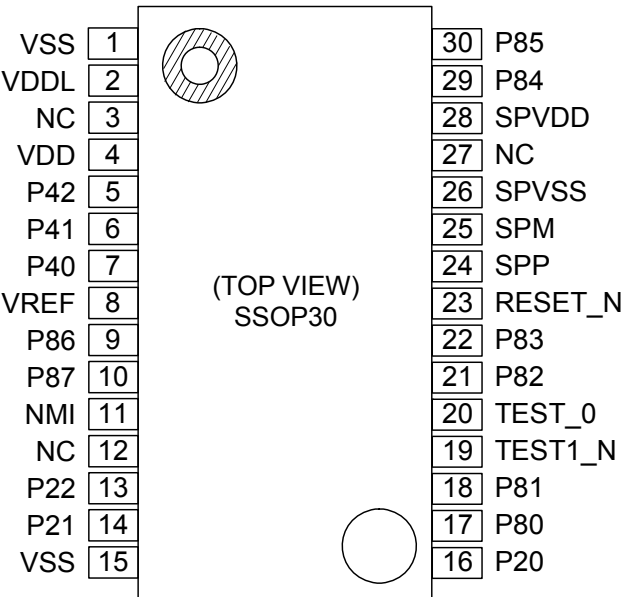 VSS 1 30 P85
VDDL 2 29 P84
NC 3 28 SPVDD
VDD 4 27 NC
P42 5 26 SPVSS
P41 6 25 SPM
P40 7 24 SPP
(TOP VIEW)
VREF 8 23 RESET_N
SSOP30
P86 9 22 P83
P87 10 21 P82
NMI 11 20 TEST_0
NC 12 19 TEST1_N
P22 13 18 P81
P21 14 17 P80
VSS 15 16 P20